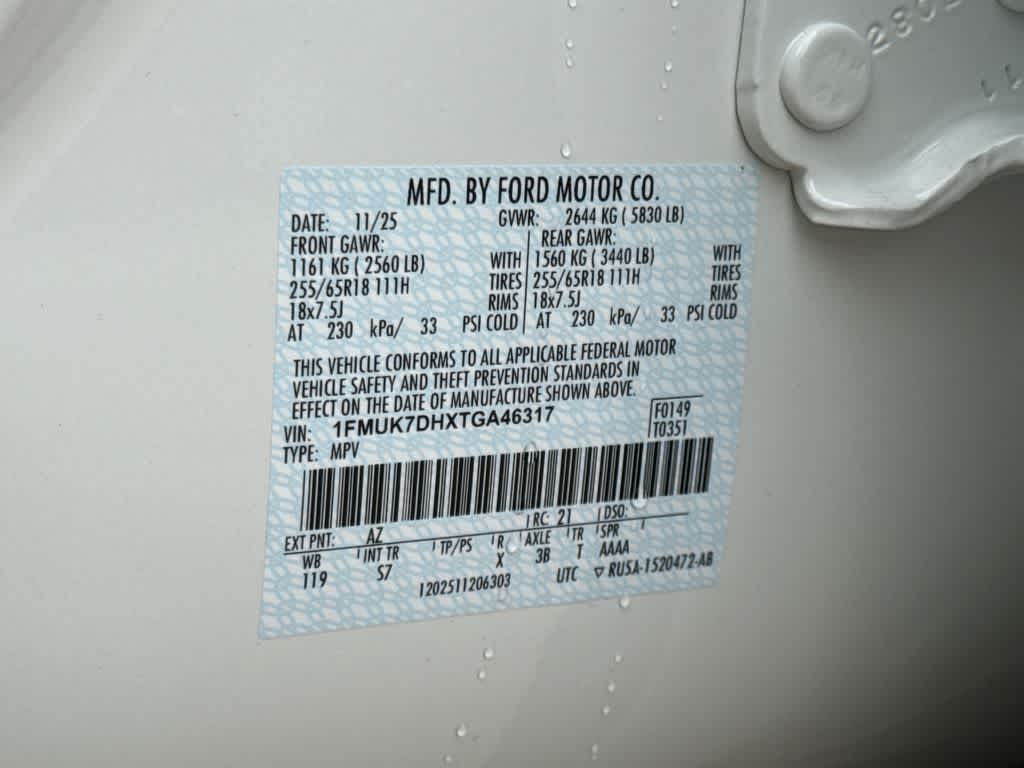 MFD. BY FORD MOTOR CO.
DATE: 11/25 GVWR: 2644 KG ( 5830 LB)
FRONT GAWR: REAR GAWR:
1161 KG ( 2560 LB) WITH 1560 KG ( 3440 LB) WITH
255/65R18 111H TIRES 255/65R18 111H TIRES
18x7.5J RIMS 18x7.5J RIMS
AT 230 kPa/ 33 PSI COLD AT 230 kPa/ 33 PSI COLD
THIS VEHICLE CONFORMS TO ALL APPLICABLE FEDERAL MOTOR
VEHICLE SAFETY AND THEFT PREVENTION STANDARDS IN
EFFECT ON THE DATE OF MANUFACTURE SHOWN ABOVE.
VIN: 1FMUK7DHXTGA46317 F0149
TYPE: MPV T0351
EXT PNT: AZ RC: 21 DSO:
WB INT TR TP/PS R AXLE TR SPR
119 S7 X 3B T AAAA
1202511206303 UTC ▽ RUSA-1520472-AB